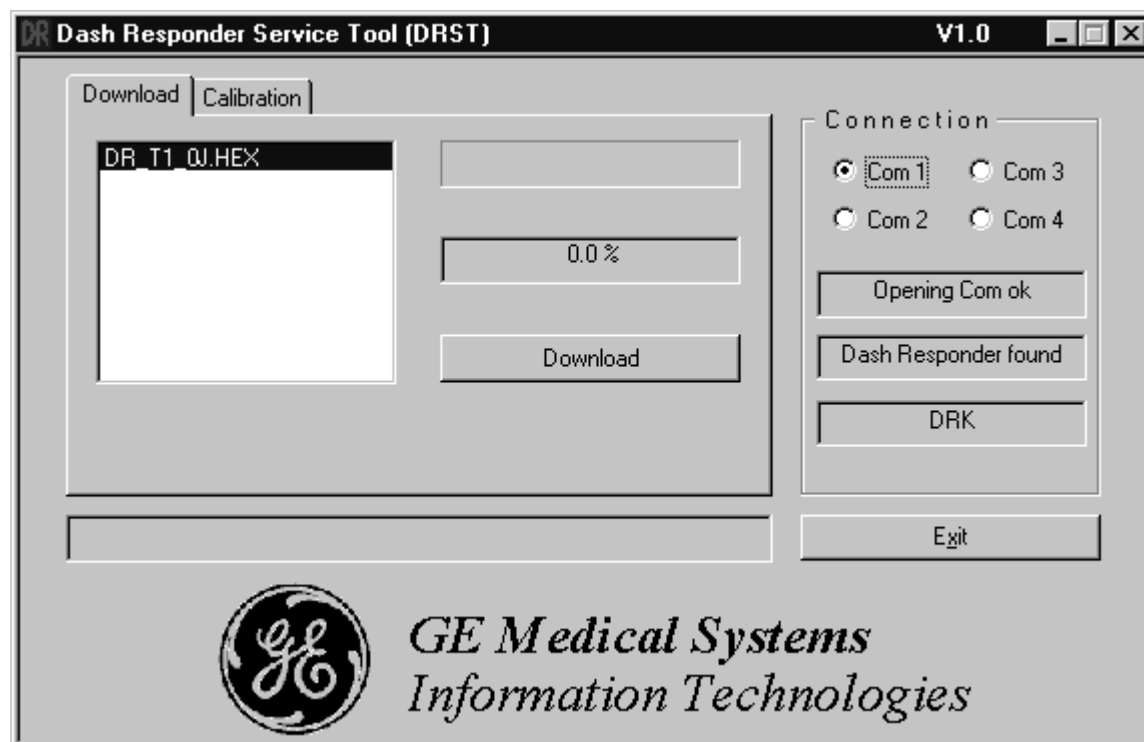 DR Dash Responder Service Tool (DRST) V1.0
Download Calibration
DR_T1_0J.HEX
0.0 %
Download
Connection
Com 1 Com 3
Com 2 Com 4
Opening Com ok
Dash Responder found
DRK
Exit
GE
GE Medical Systems
Information Technologies